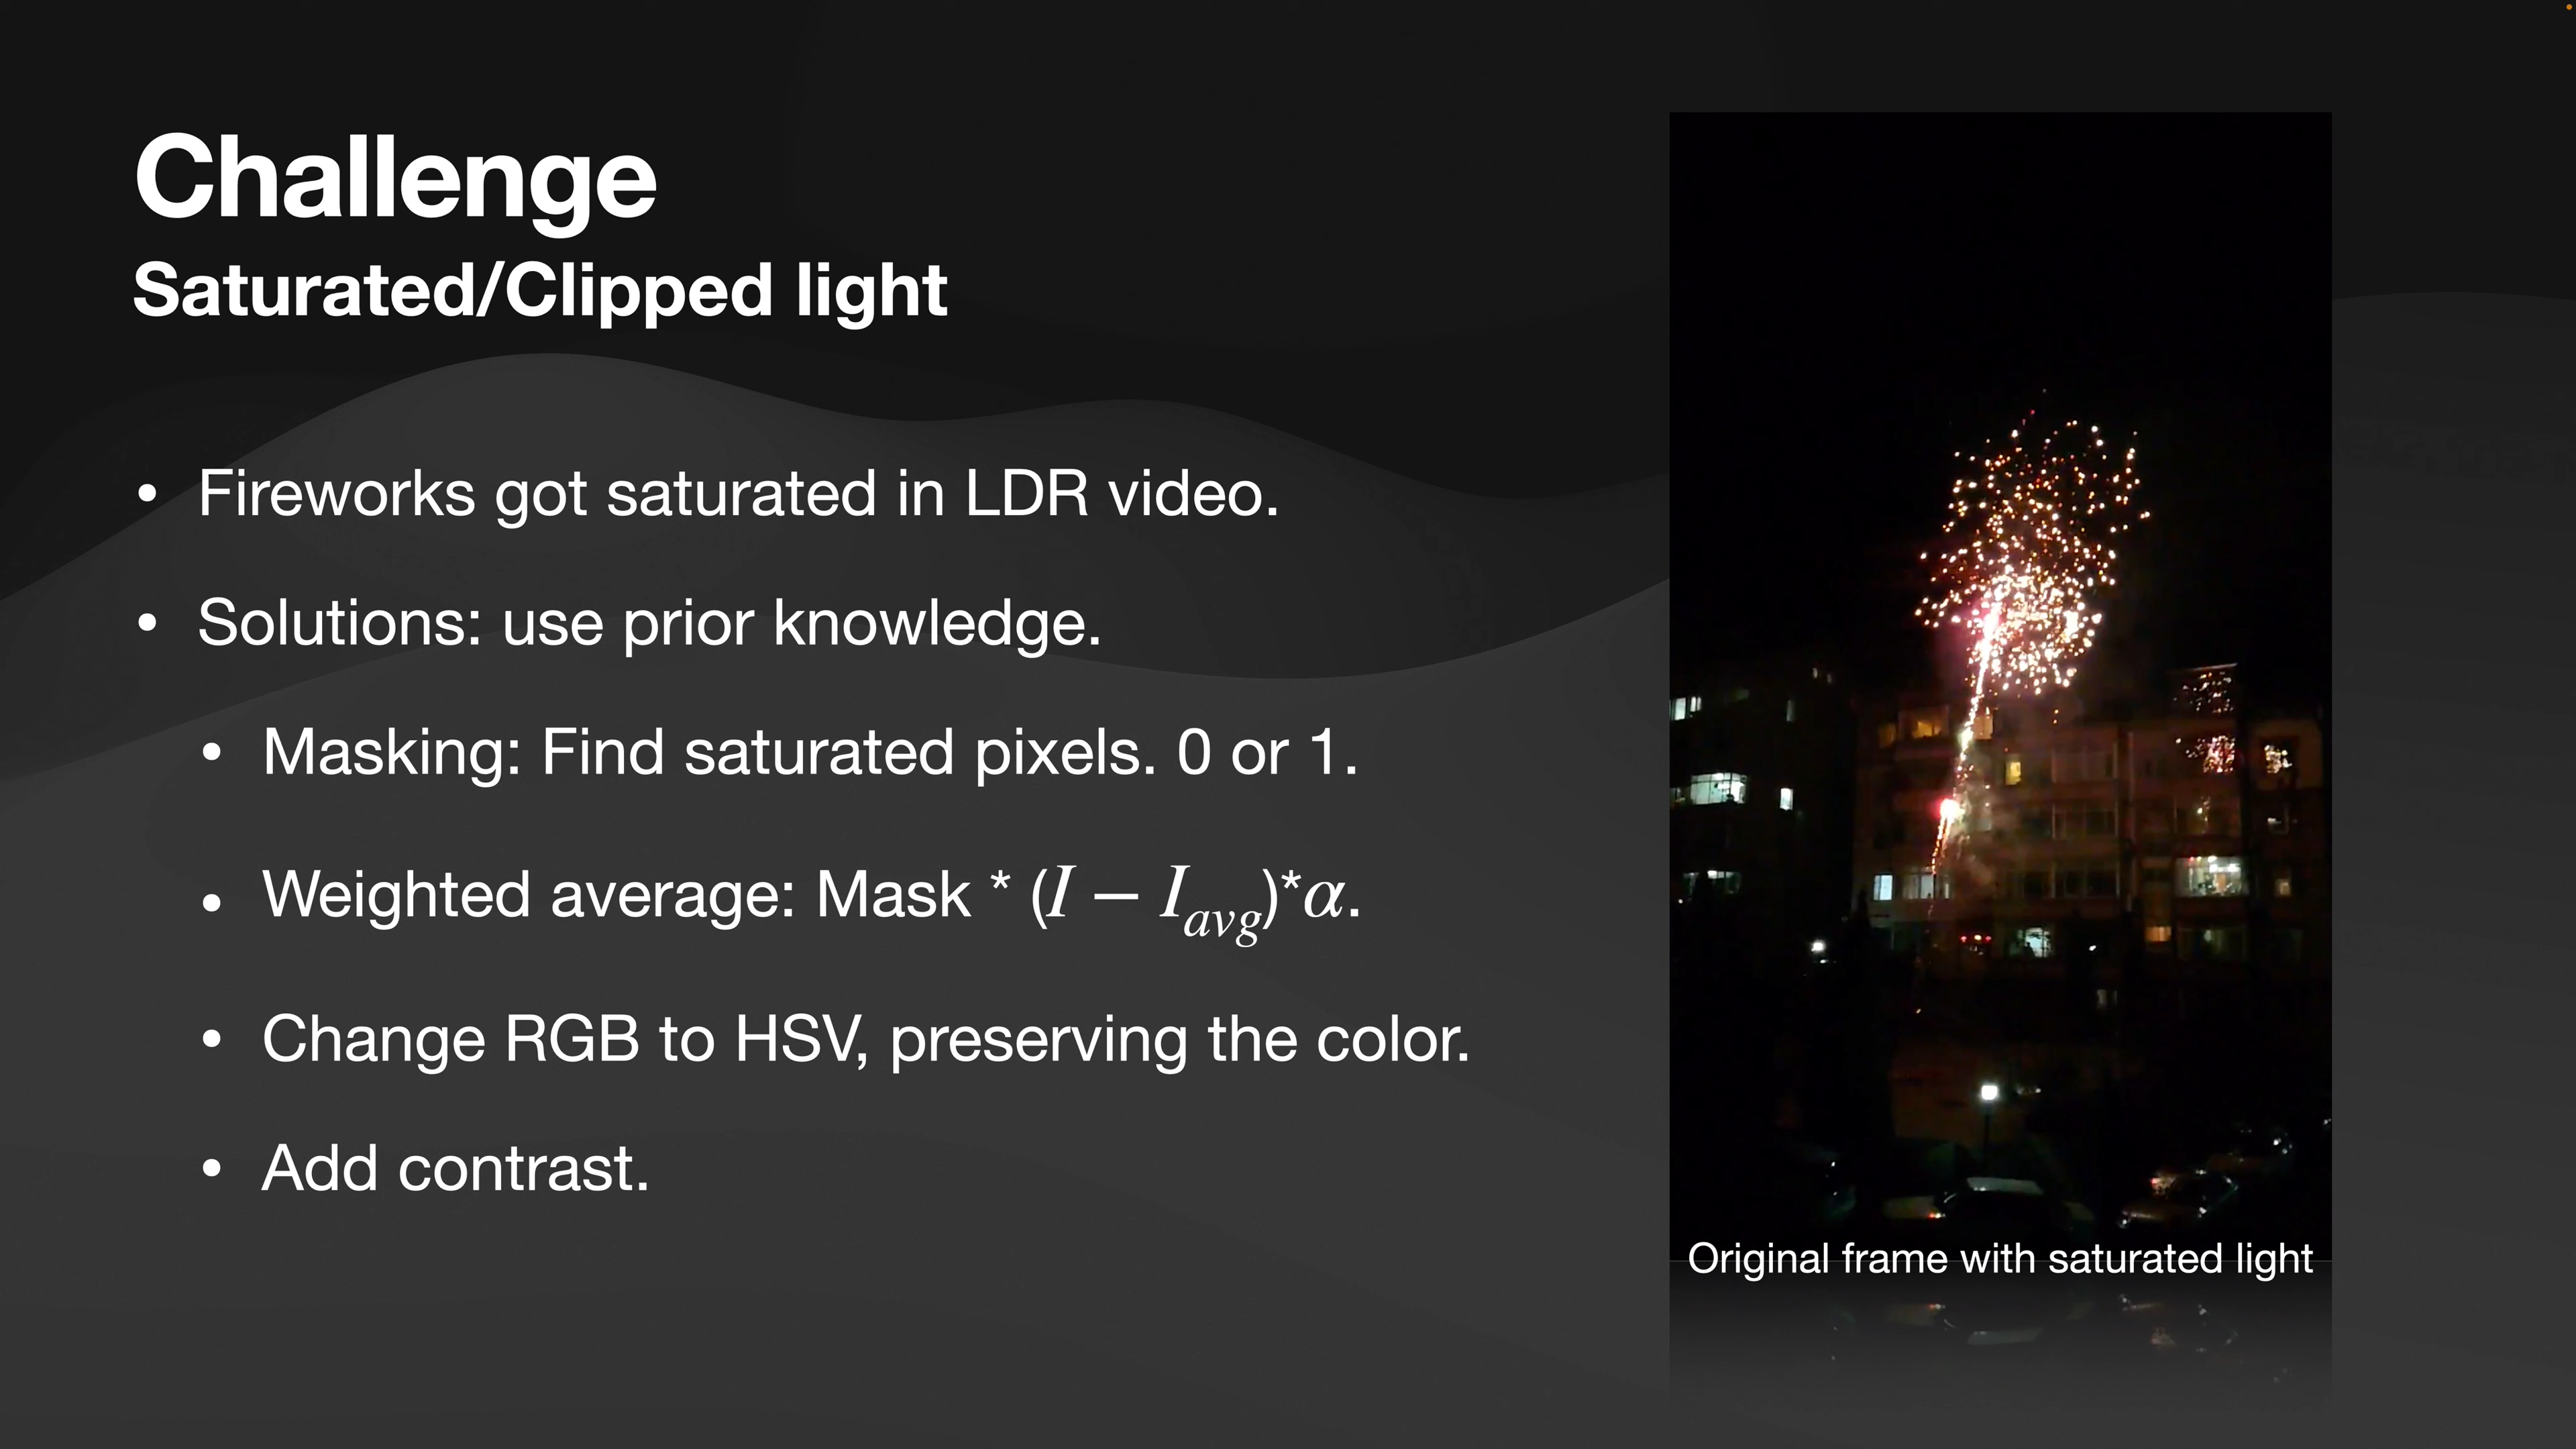 Challenge
Saturated/Clipped light
• Fireworks got saturated in LDR video.
• Solutions: use prior knowledge.
• Masking: Find saturated pixels. 0 or 1.
• Weighted average: Mask * (I − I_avg)*α.
• Change RGB to HSV, preserving the color.
• Add contrast.
Original frame with saturated light